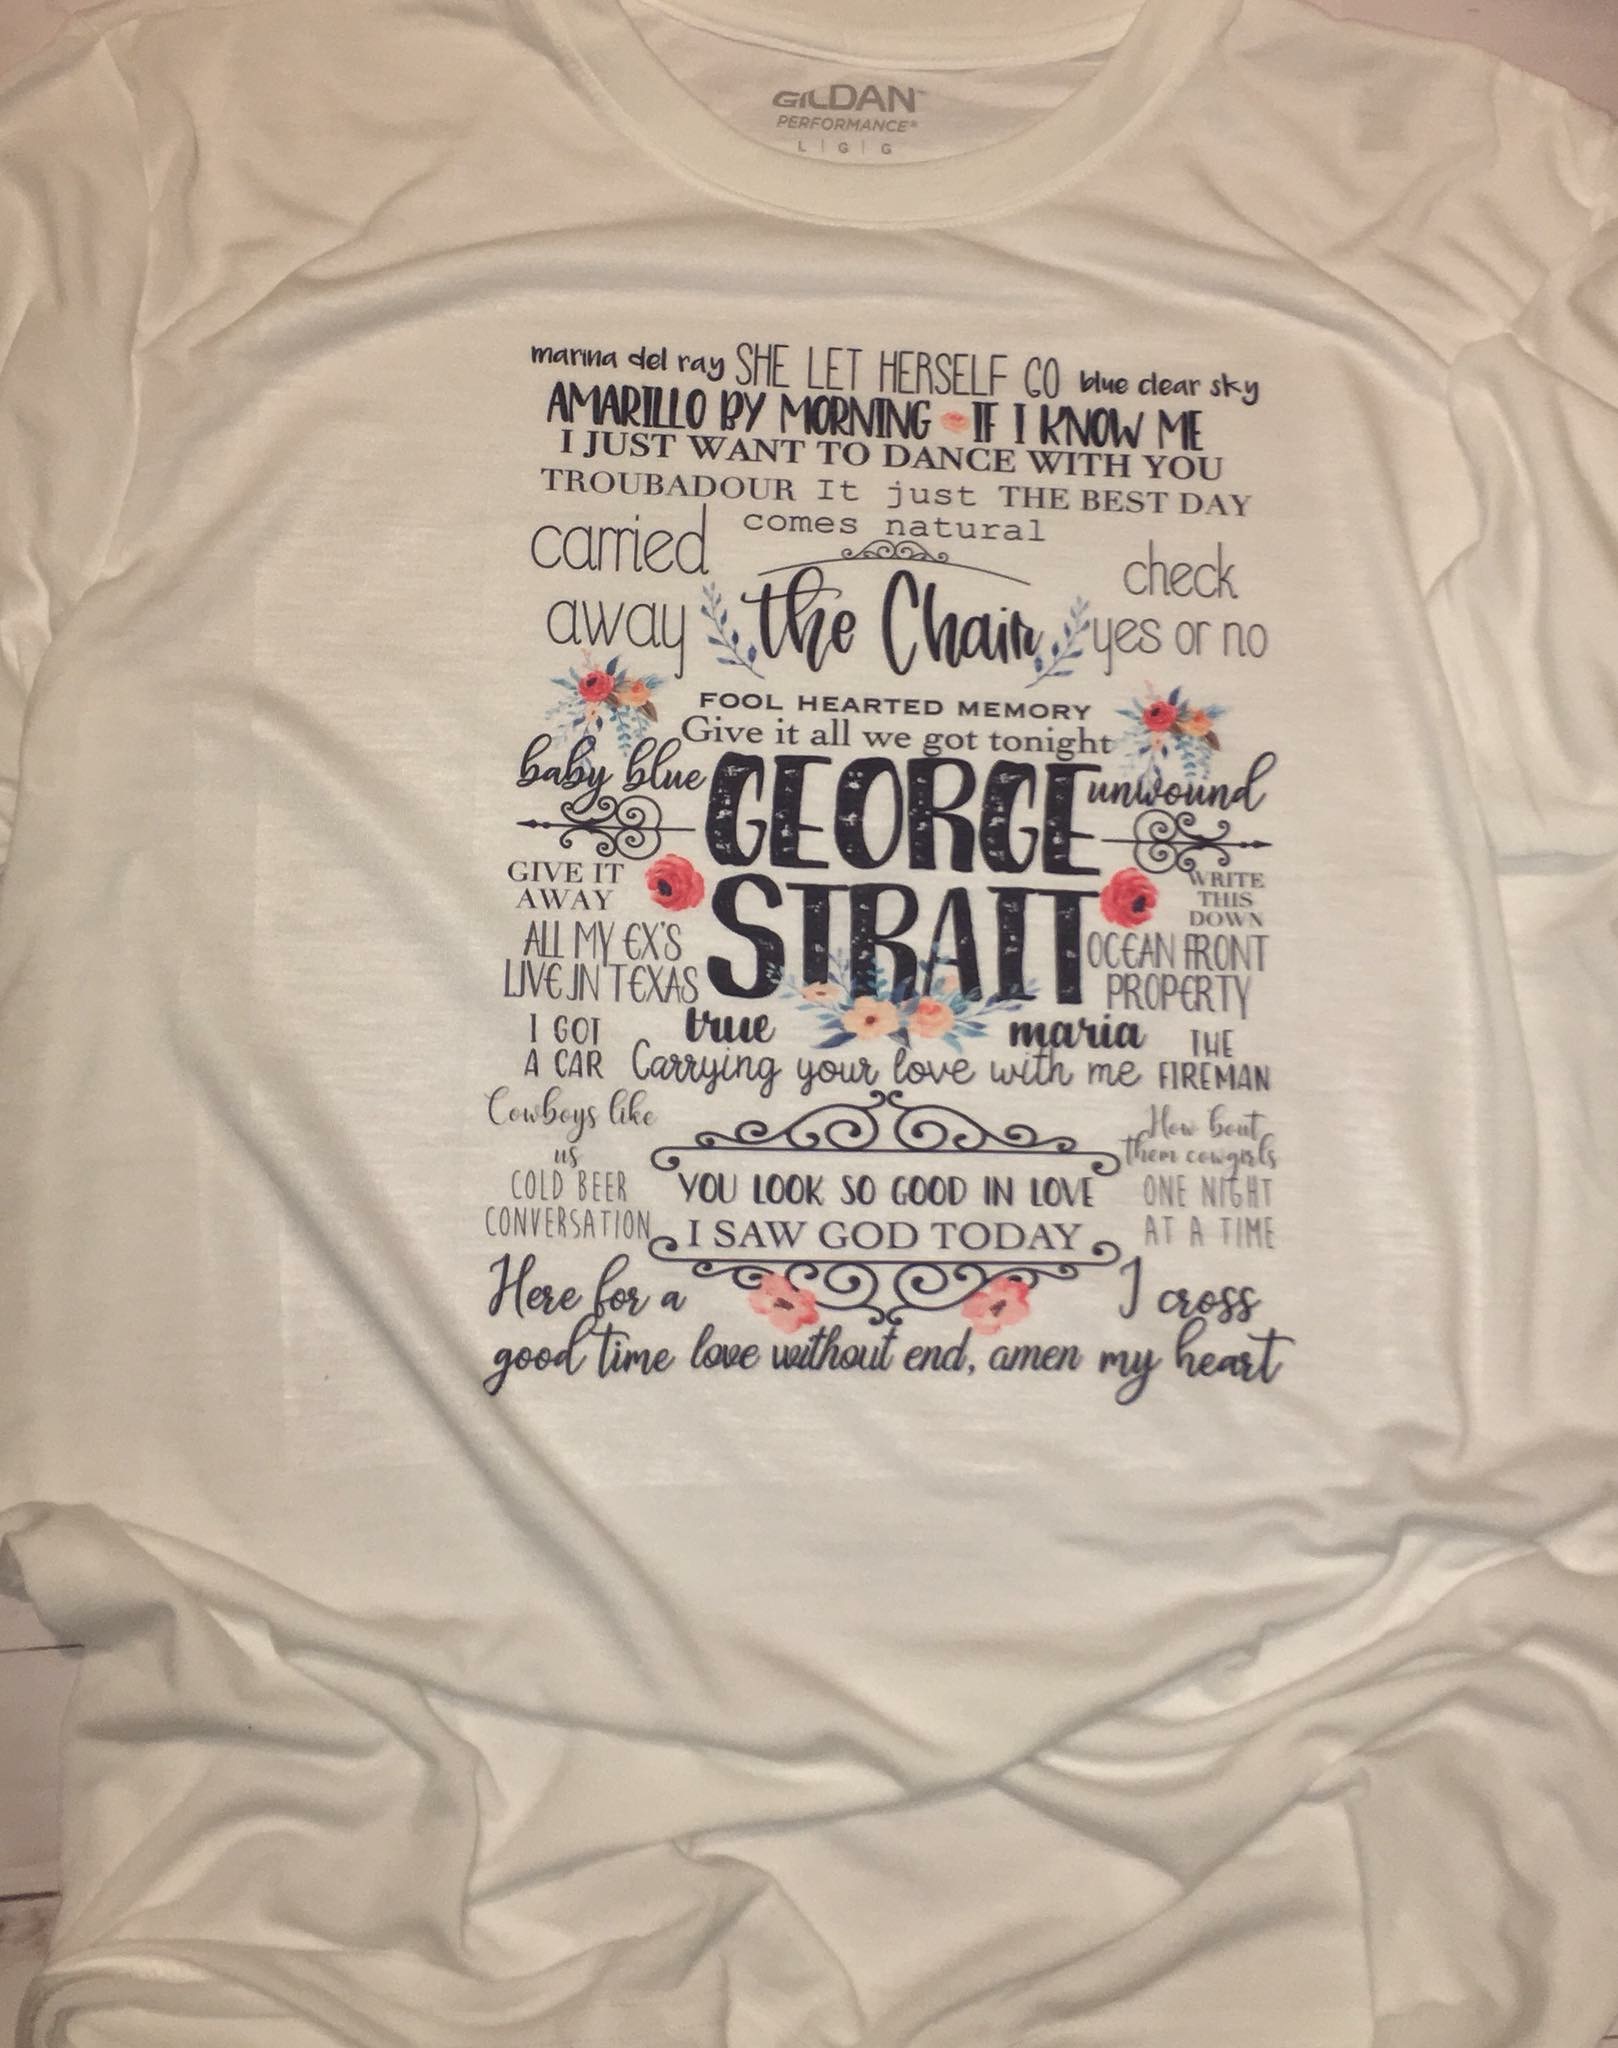 GILDAN™
PERFORMANCE®
L | G | G
marina del ray SHE LET HERSELF GO blue clear sky
AMARILLO BY MORNING IF I KNOW ME
I JUST WANT TO DANCE WITH YOU
TROUBADOUR It just THE BEST DAY
comes natural
carried
away
the Chair
check
yes or no
FOOL HEARTED MEMORY
Give it all we got tonight
baby blue
GEORGE
STRAIT
unwound
GIVE IT
AWAY
WRITE
THIS
DOWN
ALL MY EX'S
LIVE IN TEXAS
OCEAN FRONT
PROPERTY
I GOT
A CAR
true
maria
THE
FIREMAN
Carrying your love with me
Cowboys like
us
How bout
them cowgirls
COLD BEER
CONVERSATION
YOU LOOK SO GOOD IN LOVE
I SAW GOD TODAY
ONE NIGHT
AT A TIME
Here for a
good time
love without end, amen
I cross
my heart